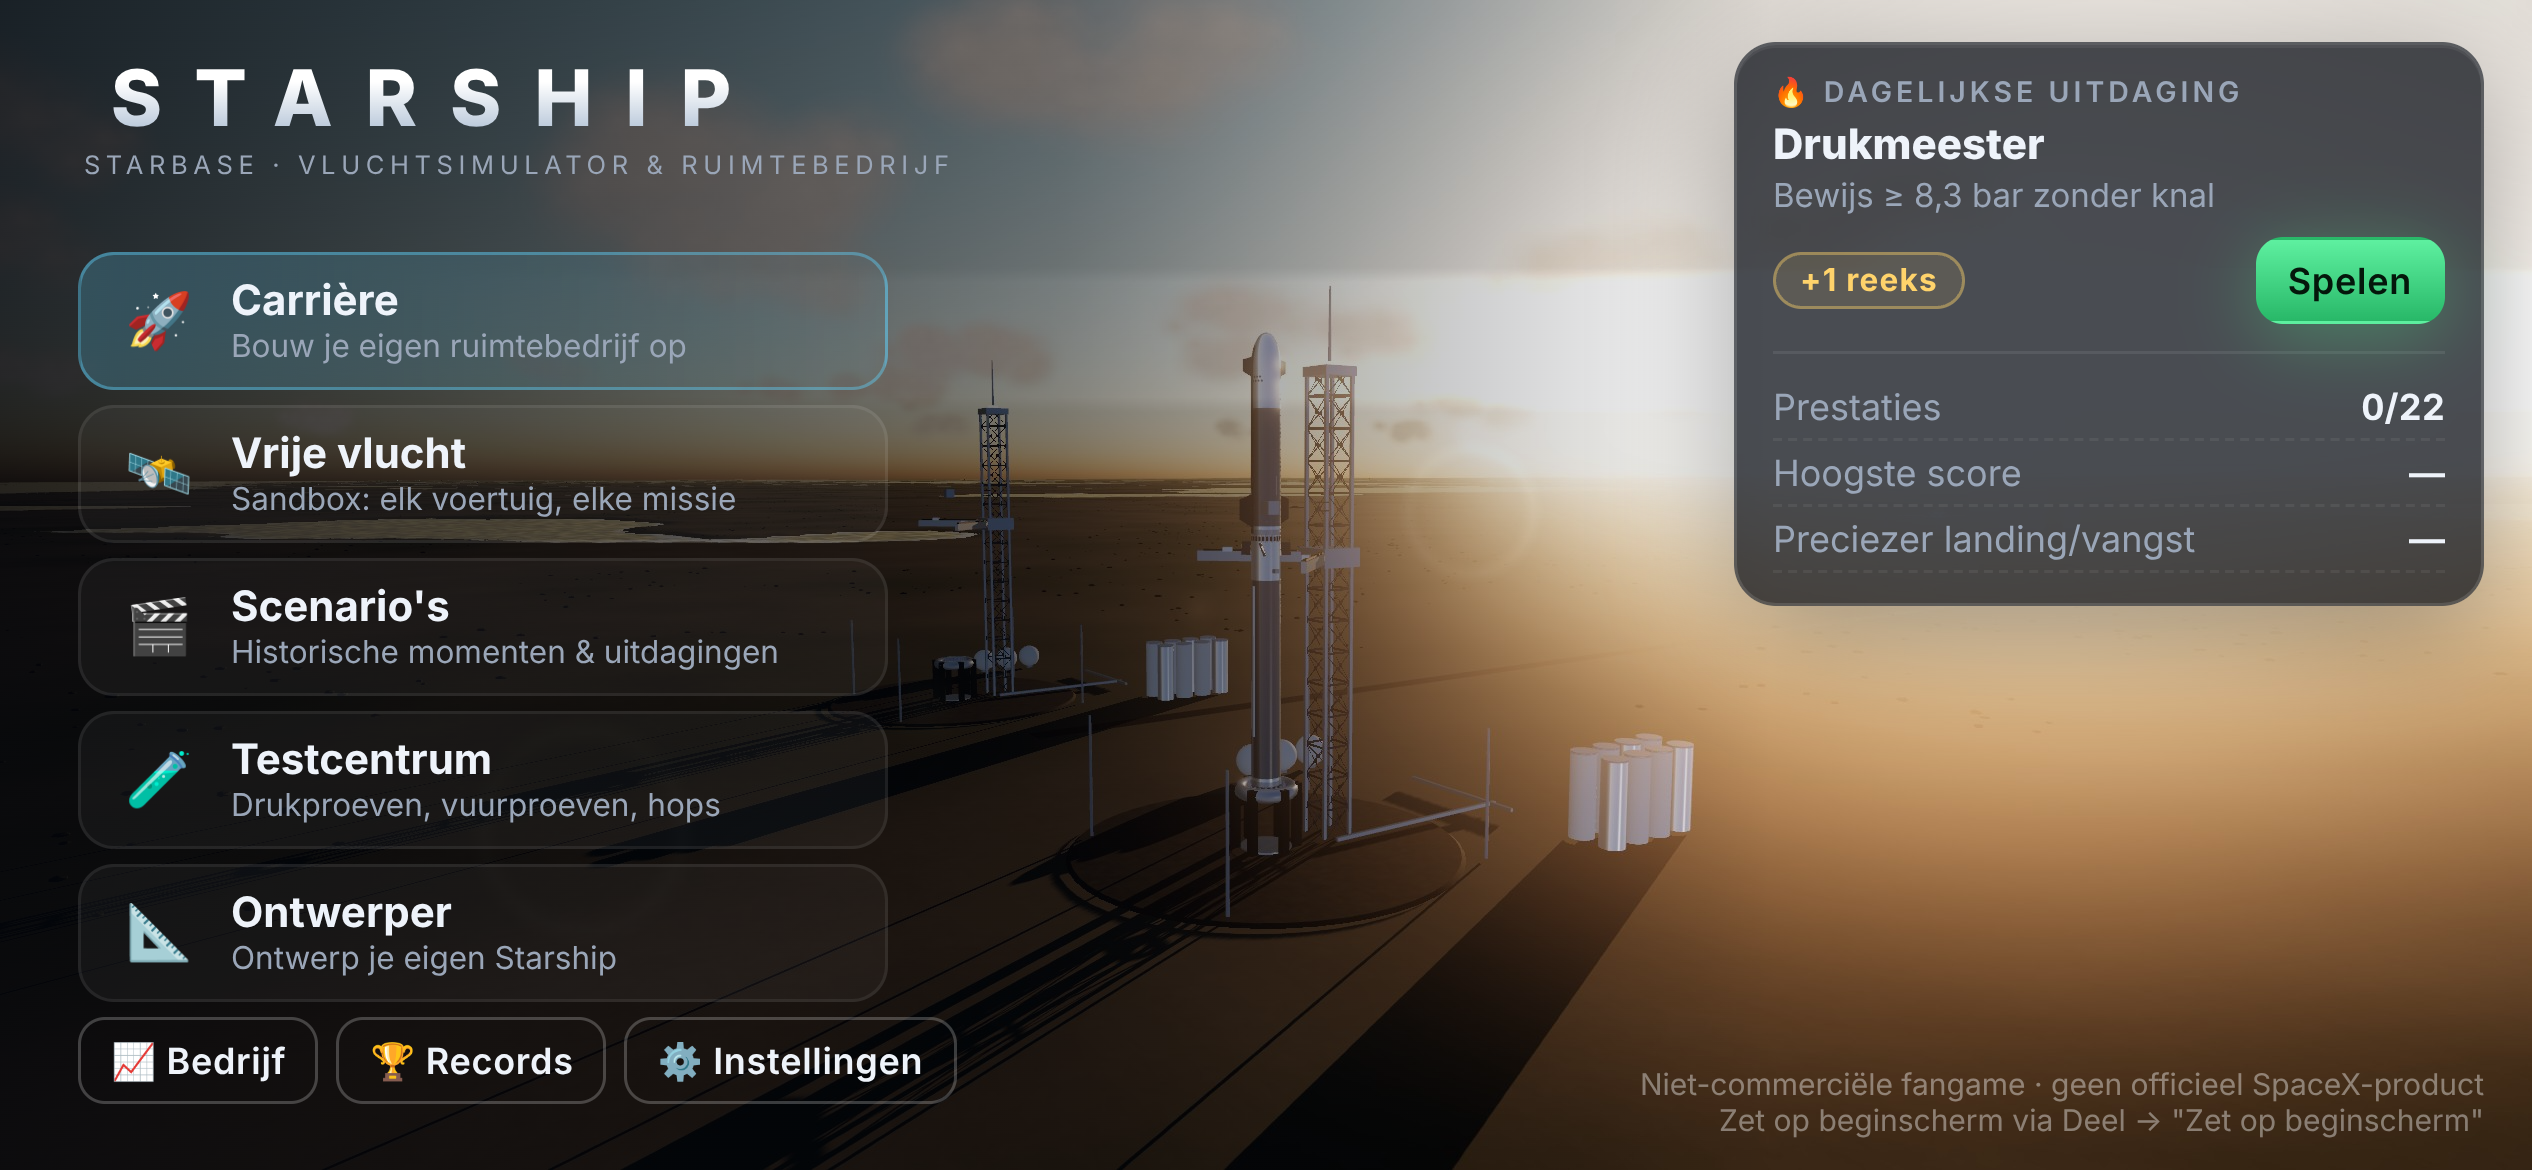 STARSHIP
STARBASE · VLUCHTSIMULATOR & RUIMTEBEDRIJF
Carrière
Bouw je eigen ruimtebedrijf op
Vrije vlucht
Sandbox: elk voertuig, elke missie
Scenario's
Historische momenten & uitdagingen
Testcentrum
Drukproeven, vuurproeven, hops
Ontwerper
Ontwerp je eigen Starship
Bedrijf
Records
Instellingen
DAGELIJKSE UITDAGING
Drukmeester
Bewijs ≥ 8,3 bar zonder knal
+1 reeks
Spelen
Prestaties 0/22
Hoogste score —
Preciezer landing/vangst —
Niet-commerciële fangame · geen officieel SpaceX-product
Zet op beginscherm via Deel → "Zet op beginscherm"